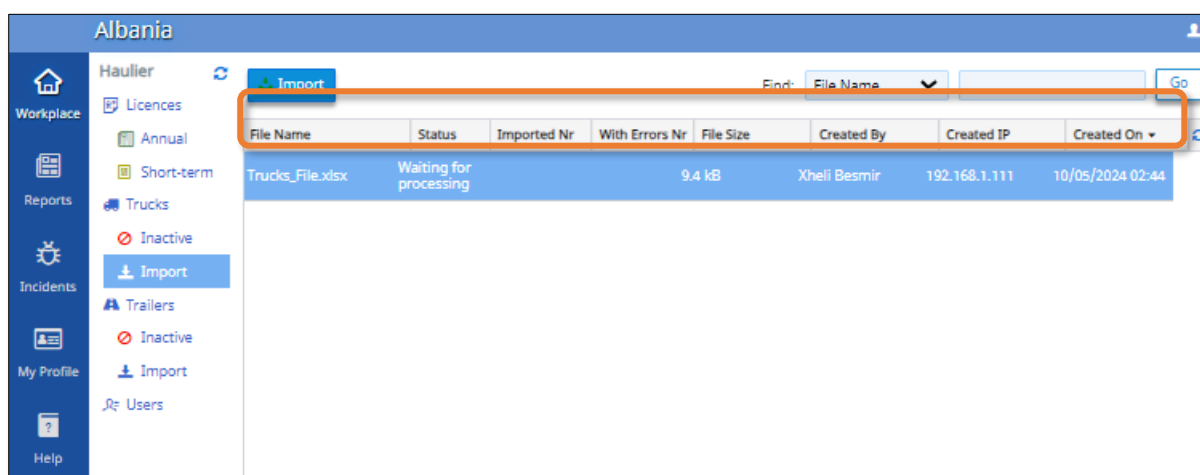 Albania
Workplace
Reports
Incidents
My Profile
Help
Haulier
Licences
Annual
Short-term
Trucks
Inactive
Import
Trailers
Inactive
Import
Users
Import
Find: File Name Go
File Name Status Imported Nr With Errors Nr File Size Created By Created IP Created On
Trucks_File.xlsx Waiting for processing 9.4 kB Xheli Besmir 192.168.1.111 10/05/2024 02:44